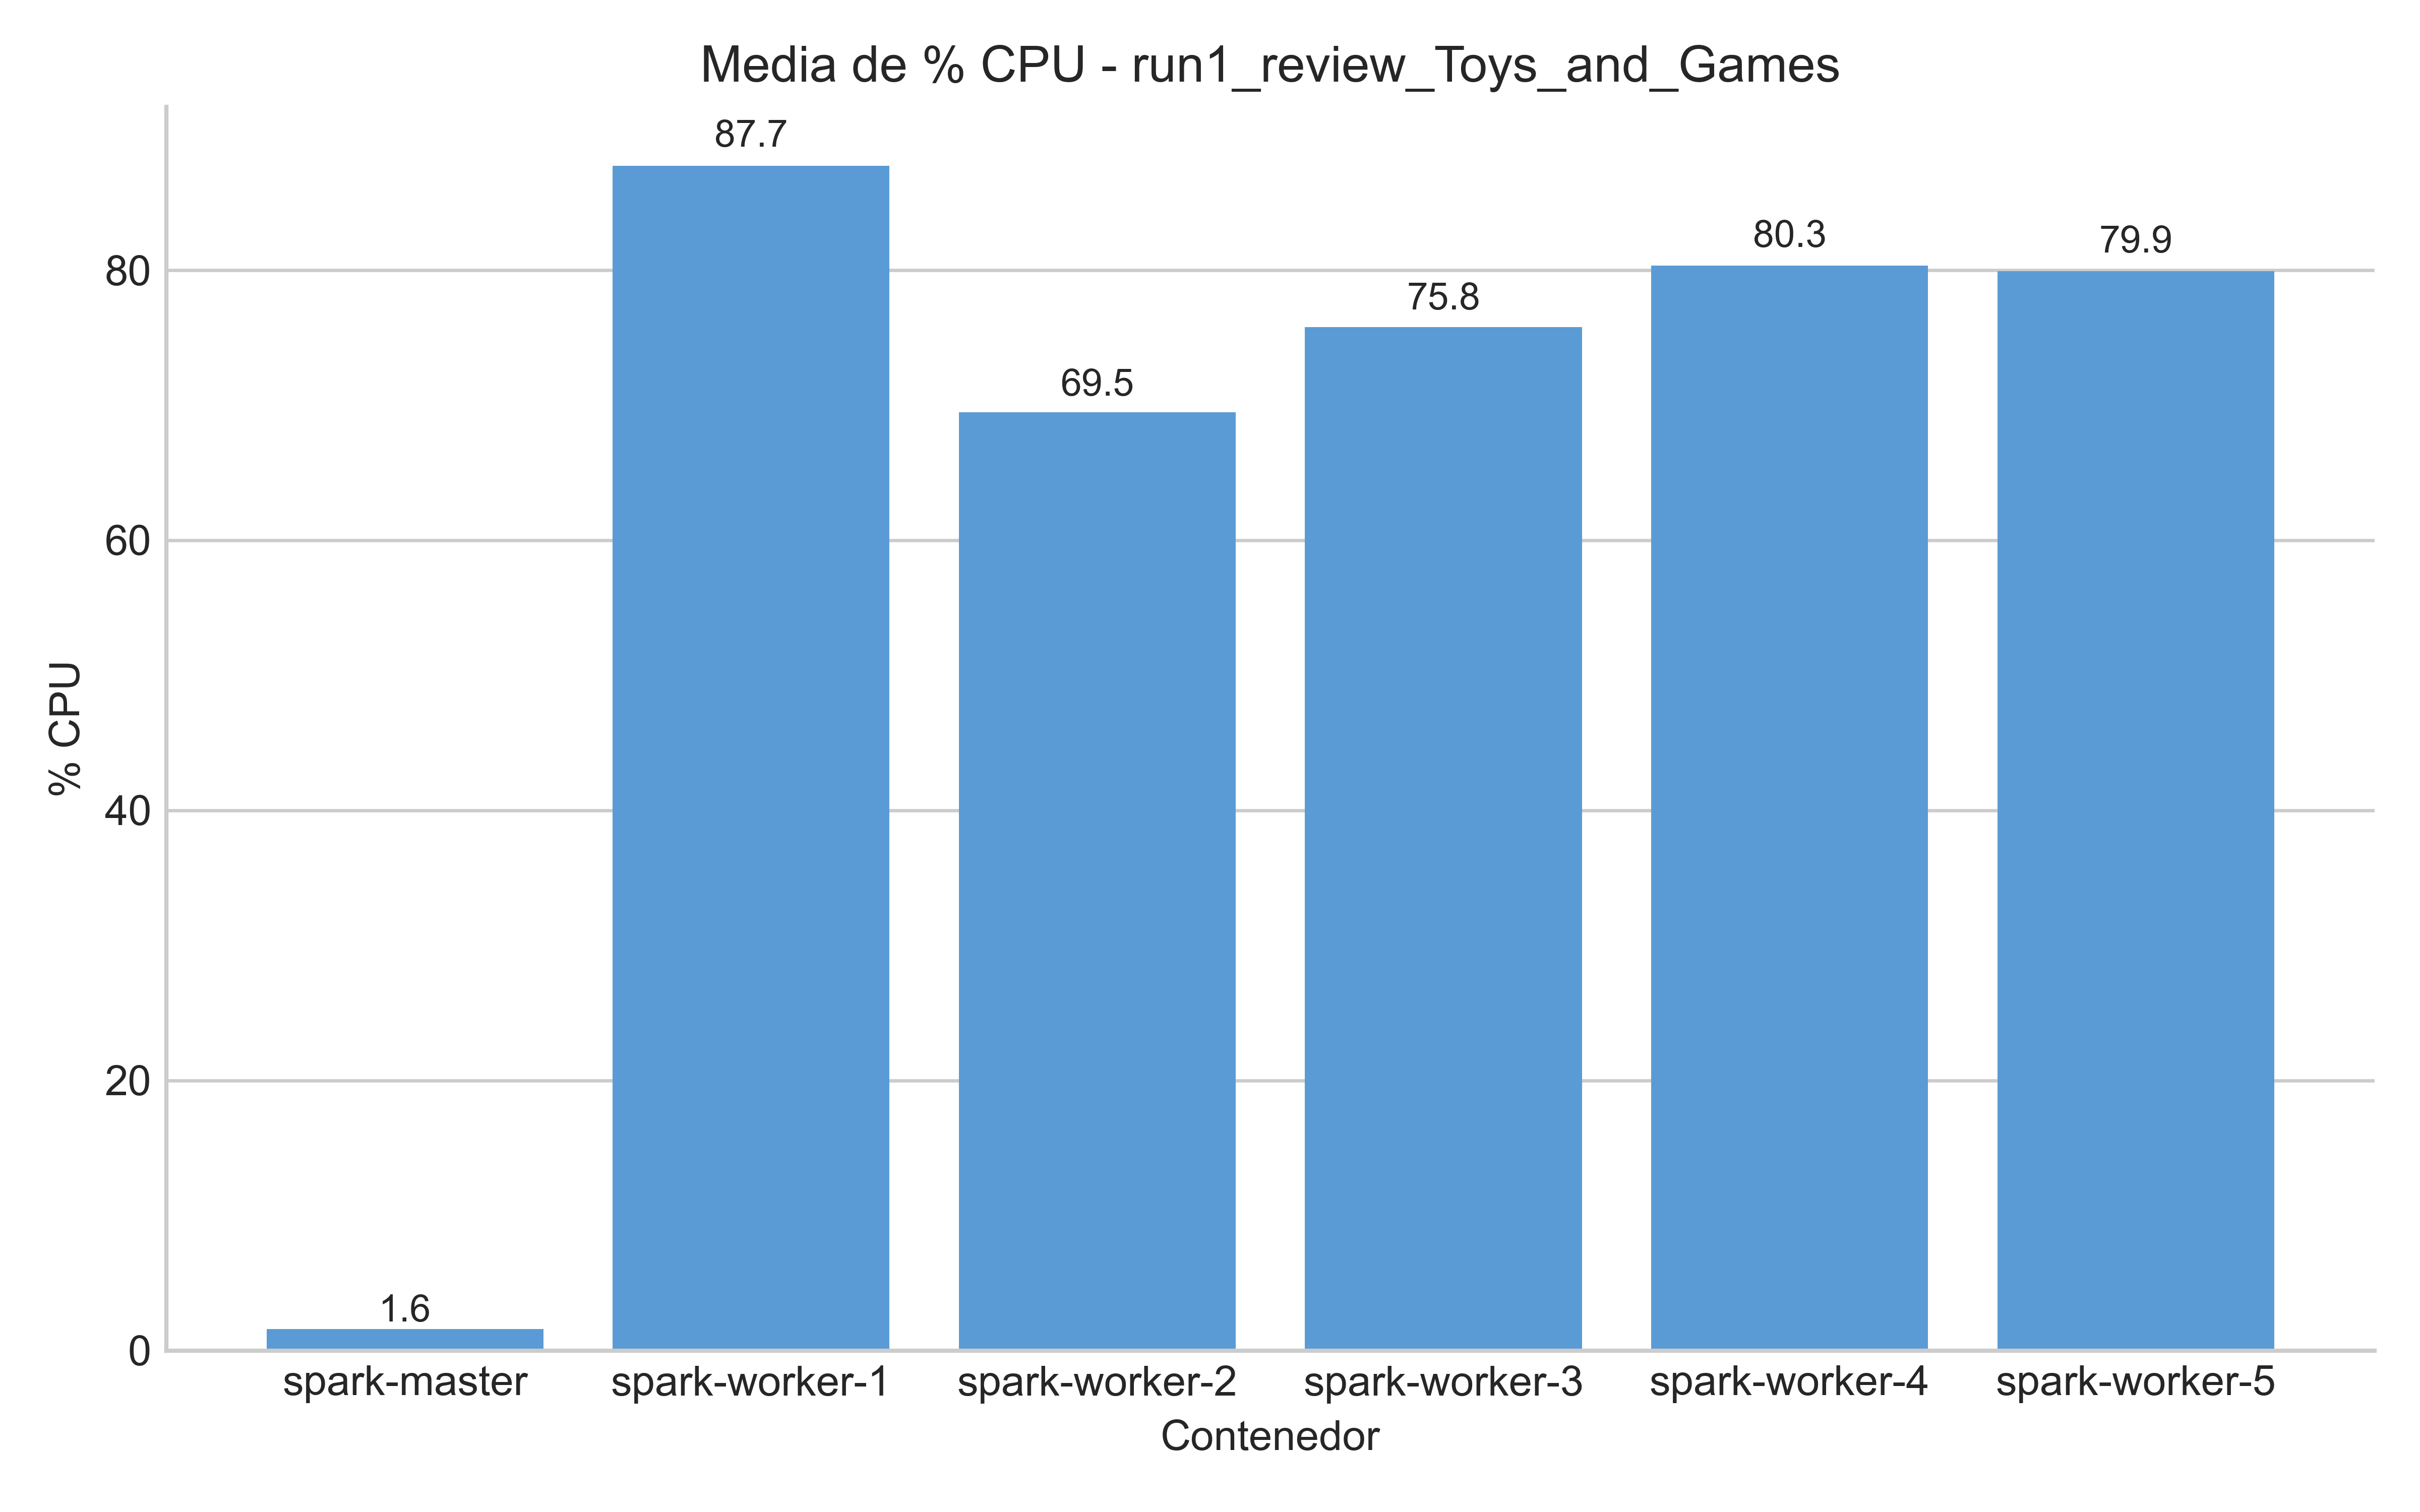 Media de % CPU - run1_review_Toys_and_Games
87.7
80.3
79.9
75.8
69.5
1.6
80
60
40
20
0
% CPU
spark-master spark-worker-1 spark-worker-2 spark-worker-3 spark-worker-4 spark-worker-5
Contenedor